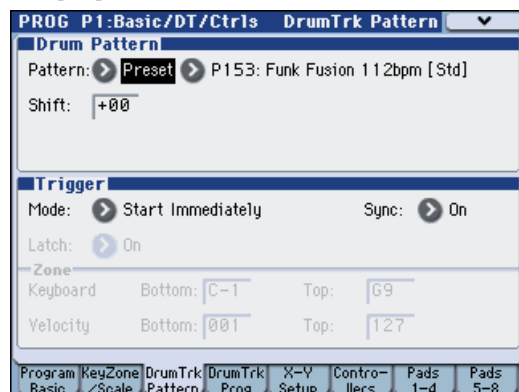 PROG P1:Basic/DT/Ctrls DrumTrk Pattern
Drum Pattern
Pattern: Preset P153: Funk Fusion 112bpm [Std]
Shift: +00
Trigger
Mode: Start Immediately Sync: On
Latch: On
Zone
Keyboard Bottom: C-1 Top: G9
Velocity Bottom: 001 Top: 127
Program KeyZone DrumTrk DrumTrk X-Y Contro- Pads Pads
Basic /Scale Pattern Prog Setup llers 1-4 5-8